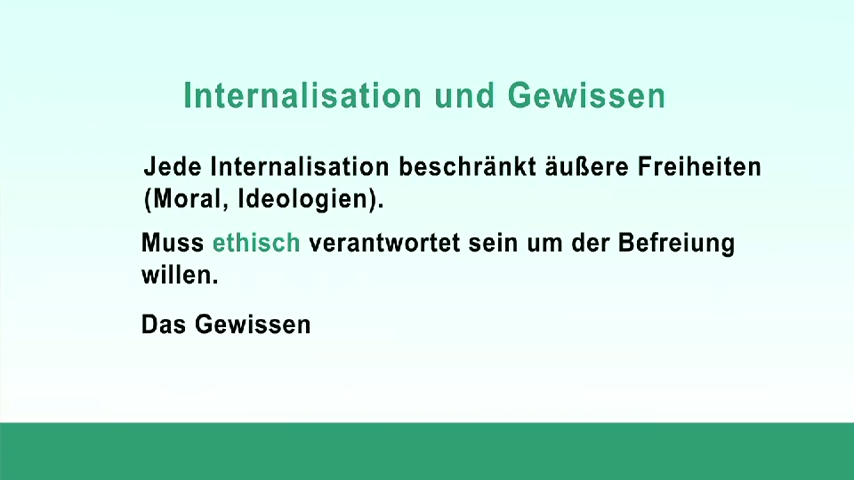 Internalisation und Gewissen
Jede Internalisation beschränkt äußere Freiheiten
(Moral, Ideologien).
Muss ethisch verantwortet sein um der Befreiung
willen.
Das Gewissen